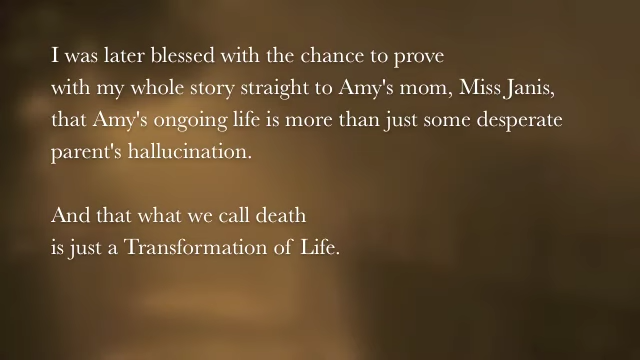 I was later blessed with the chance to prove
with my whole story straight to Amy's mom, Miss Janis,
that Amy's ongoing life is more than just some desperate
parent's hallucination.
And that what we call death
is just a Transformation of Life.